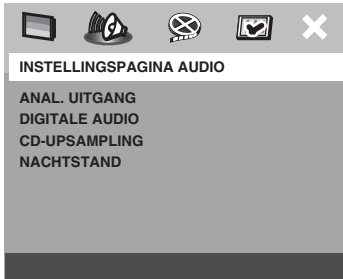 INSTELLINGSPAGINA AUDIO
ANAL. UITGANG
DIGITALE AUDIO
CD-UPSAMPLING
NACHTSTAND